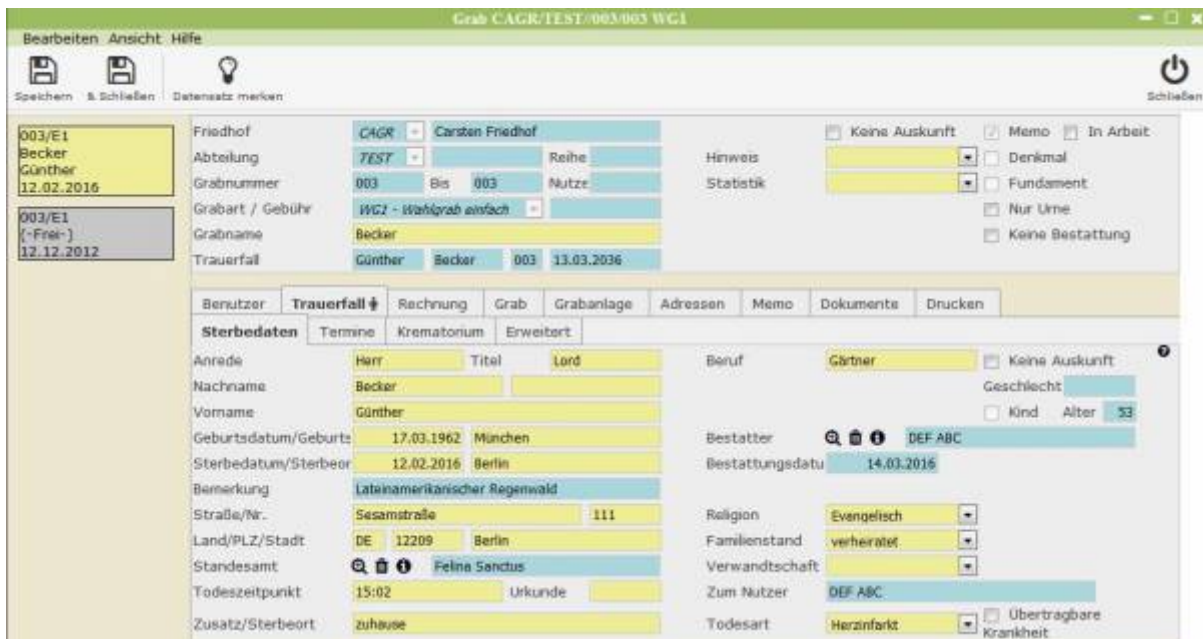 Grab CAGR/TEST//003/003 WG1
Bearbeiten Ansicht Hilfe
Speichern & Schließen Datensatz merken Schließen
003/E1
Becker
Günther
12.02.2016
003/E1
(-Frei-)
12.12.2012
Friedhof CAGR Carsten Friedhof Keine Auskunft Memo In Arbeit
Abteilung TEST Reihe Hinweis Denkmal
Grabnummer 003 Bis 003 Nutze Statistik Fundament
Grabart / Gebühr WG1 - Wahlgrab einfach Nur Urne
Grabname Becker Keine Bestattung
Trauerfall Günther Becker 003 13.03.2036
Benutzer Trauerfall Rechnung Grab Grabanlage Adressen Memo Dokumente Drucken
Sterbedaten Termine Krematorium Erweitert
Anrede Herr Titel Lord Beruf Gärtner Keine Auskunft
Nachname Becker Geschlecht
Vorname Günther Kind Alter 53
Geburtsdatum/Geburts 17.03.1962 München Bestatter DEF ABC
Sterbedatum/Sterbeor 12.02.2016 Berlin Bestattungsdatu 14.03.2016
Bemerkung Lateinamerikanischer Regenwald
Straße/Nr. Sesamstraße 111 Religion Evangelisch
Land/PLZ/Stadt DE 12209 Berlin Familienstand verheiratet
Standesamt Felina Sanctus Verwandtschaft
Todeszeitpunkt 15:02 Urkunde Zum Nutzer DEF ABC
Zusatz/Sterbeort zuhause Todesart Herzinfarkt Übertragbare
Krankheit